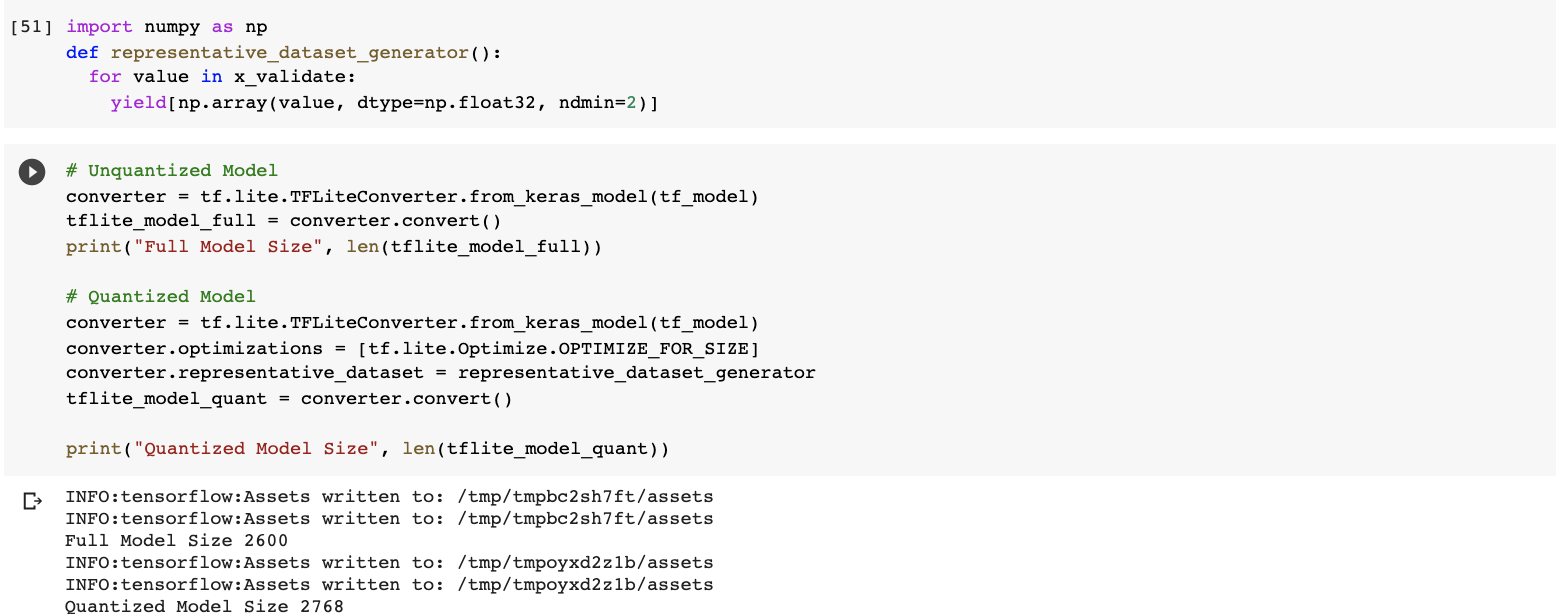 [51] import numpy as np
def representative_dataset_generator():
  for value in x_validate:
    yield[np.array(value, dtype=np.float32, ndmin=2)]
# Unquantized Model
converter = tf.lite.TFLiteConverter.from_keras_model(tf_model)
tflite_model_full = converter.convert()
print("Full Model Size", len(tflite_model_full))
# Quantized Model
converter = tf.lite.TFLiteConverter.from_keras_model(tf_model)
converter.optimizations = [tf.lite.Optimize.OPTIMIZE_FOR_SIZE]
converter.representative_dataset = representative_dataset_generator
tflite_model_quant = converter.convert()
print("Quantized Model Size", len(tflite_model_quant))
INFO:tensorflow:Assets written to: /tmp/tmpbc2sh7ft/assets
INFO:tensorflow:Assets written to: /tmp/tmpbc2sh7ft/assets
Full Model Size 2600
INFO:tensorflow:Assets written to: /tmp/tmpoyxd2z1b/assets
INFO:tensorflow:Assets written to: /tmp/tmpoyxd2z1b/assets
Quantized Model Size 2768